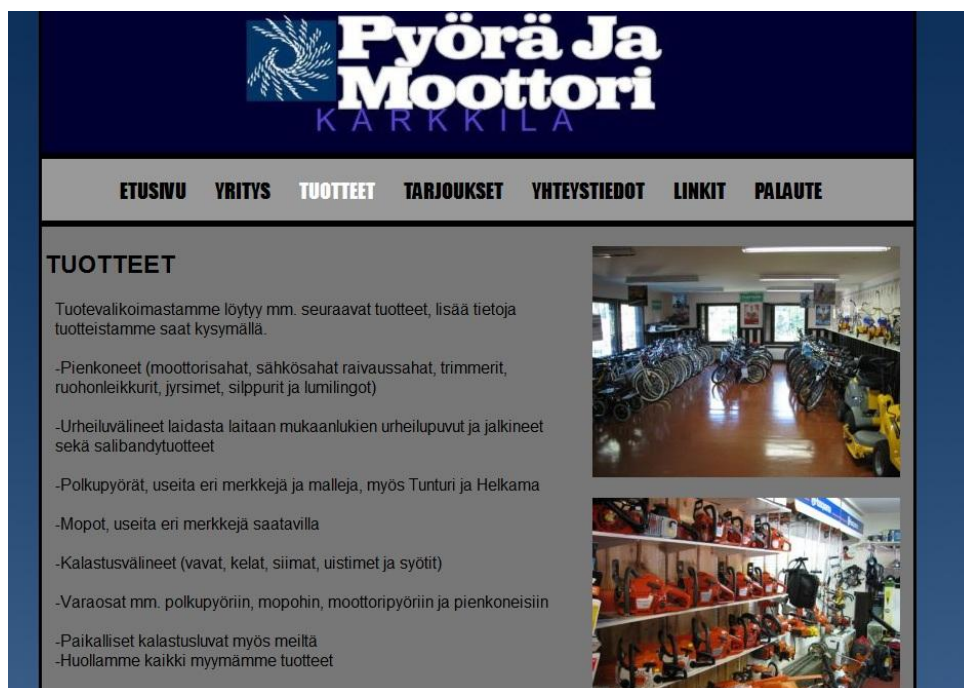 Pyörä Ja
Moottori
KARKKILA
ETUSIVU YRITYS TUOTTEET TARJOUKSET YHTEYSTIEDOT LINKIT PALAUTE
TUOTTEET
Tuotevalikoimastamme löytyy mm. seuraavat tuotteet, lisää tietoja
tuotteistamme saat kysymällä.
-Pienkoneet (moottorisahat, sähkösahat raivaussahat, trimmerit,
ruohonleikkurit, jyrsimet, silppurit ja lumilingot)
-Urheiluvälineet laidasta laitaan mukaanlukien urheilupuvut ja jalkineet
sekä salibandytuotteet
-Polkupyörät, useita eri merkkejä ja malleja, myös Tunturi ja Helkama
-Mopot, useita eri merkkejä saatavilla
-Kalastusvälineet (vavat, kelat, siimat, uistimet ja syötit)
-Varaosat mm. polkupyöriin, mopohin, moottoripyöriin ja pienkoneisiin
-Paikalliset kalastusluvat myös meiltä
-Huollamme kaikki myymämme tuotteet